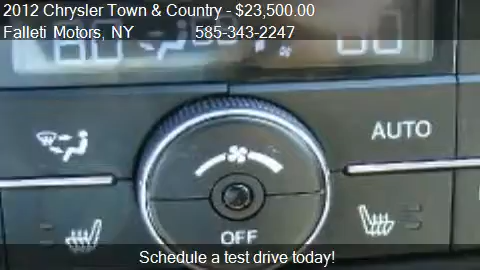 2012 Chrysler Town & Country - $23,500.00
Falleti Motors, NY 585-343-2247
AUTO
OFF
Schedule a test drive today!